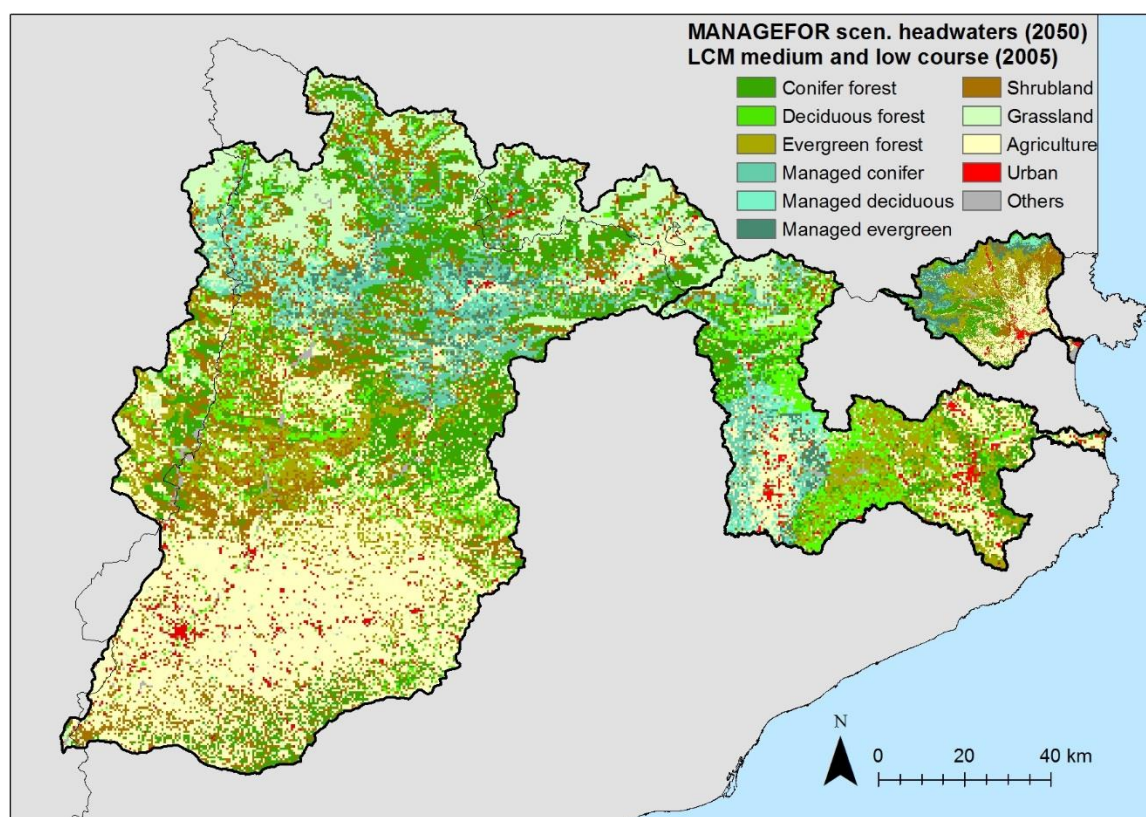 MANAGEFOR scen. headwaters (2050)
LCM medium and low course (2005)
Conifer forest
Deciduous forest
Evergreen forest
Managed conifer
Managed deciduous
Managed evergreen
Shrubland
Grassland
Agriculture
Urban
Others
N
0 20 40 km